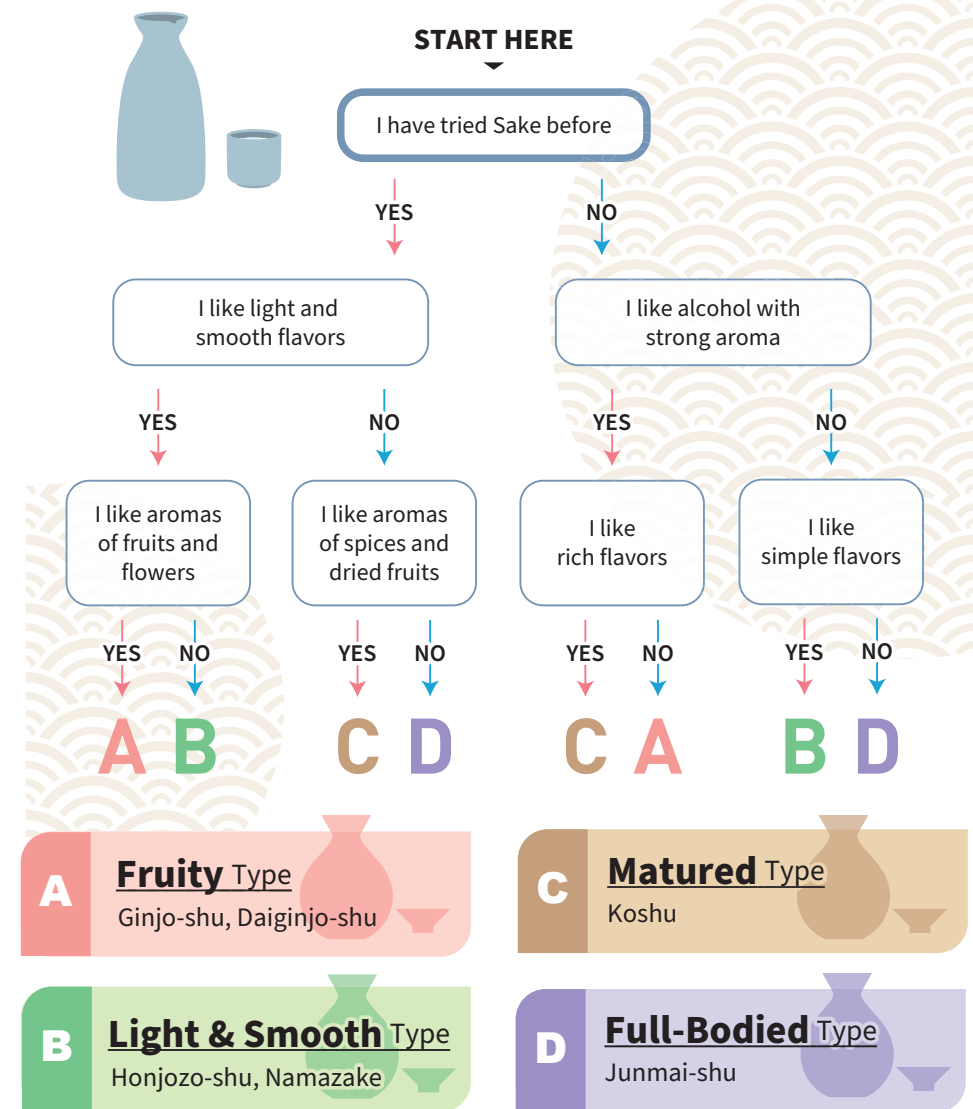 START HERE
I have tried Sake before
YES
NO
I like light and
smooth flavors
I like alcohol with
strong aroma
YES
NO
YES
NO
I like aromas
of fruits and
flowers
I like aromas
of spices and
dried fruits
I like
rich flavors
I like
simple flavors
YES
NO
YES
NO
YES
NO
YES
NO
A
B
C
D
C
A
B
D
A
Fruity Type
Ginjo-shu, Daiginjo-shu
C
Matured Type
Koshu
B
Light & Smooth Type
Honjozo-shu, Namazake
D
Full-Bodied Type
Junmai-shu